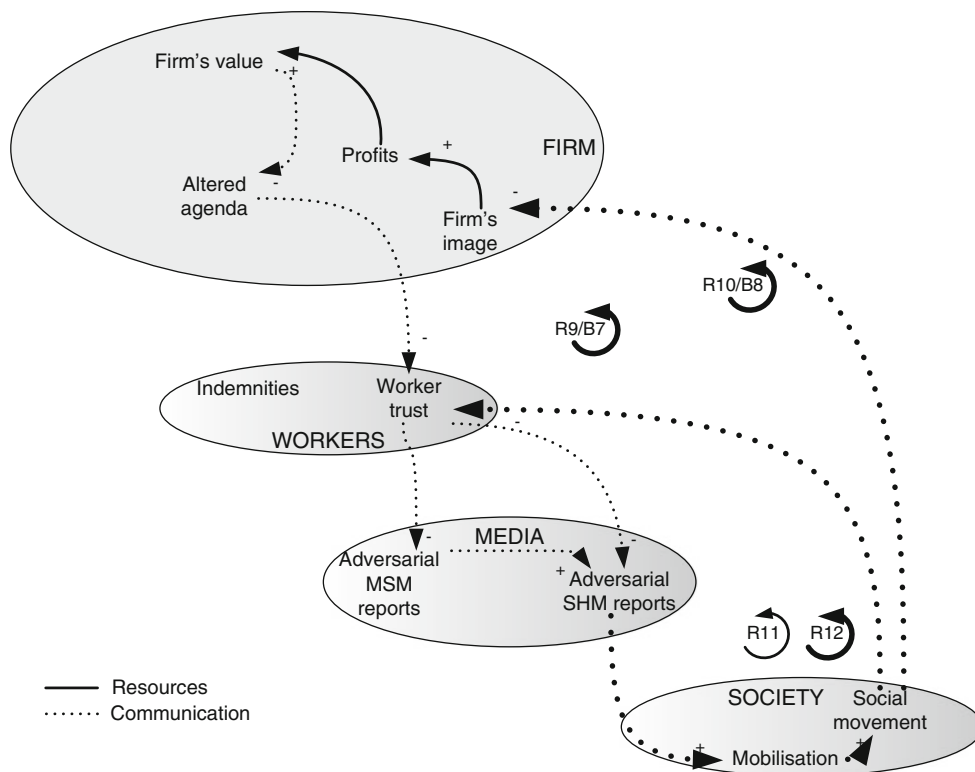 Firm's value
+
Profits
+
FIRM
-
Altered
agenda
-
Firm's
image
R10/B8
R9/B7
-
Indemnities
Worker
trust
-
WORKERS
MEDIA
-
-
Adversarial
MSM
reports
+
Adversarial
SHM reports
R11
R12
Resources
Communication
SOCIETY
Social
movement
+
+
Mobilisation